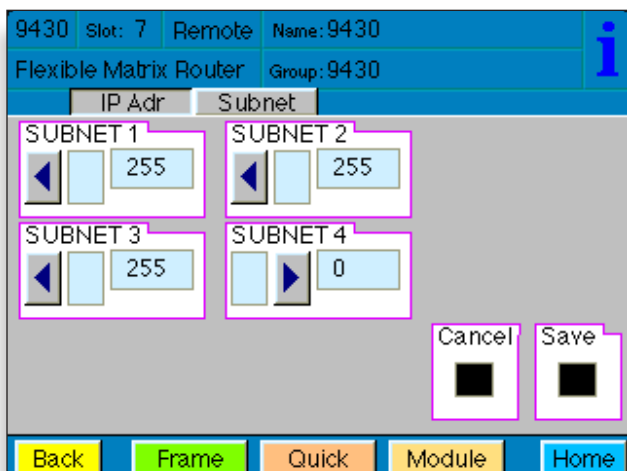 9430 Slot: 7 Remote Name: 9430
Flexible Matrix Router Group: 9430
i
IP Adr Subnet
SUBNET 1 SUBNET 2
255 255
SUBNET 3 SUBNET 4
255 0
Cancel Save
Back Frame Quick Module Home